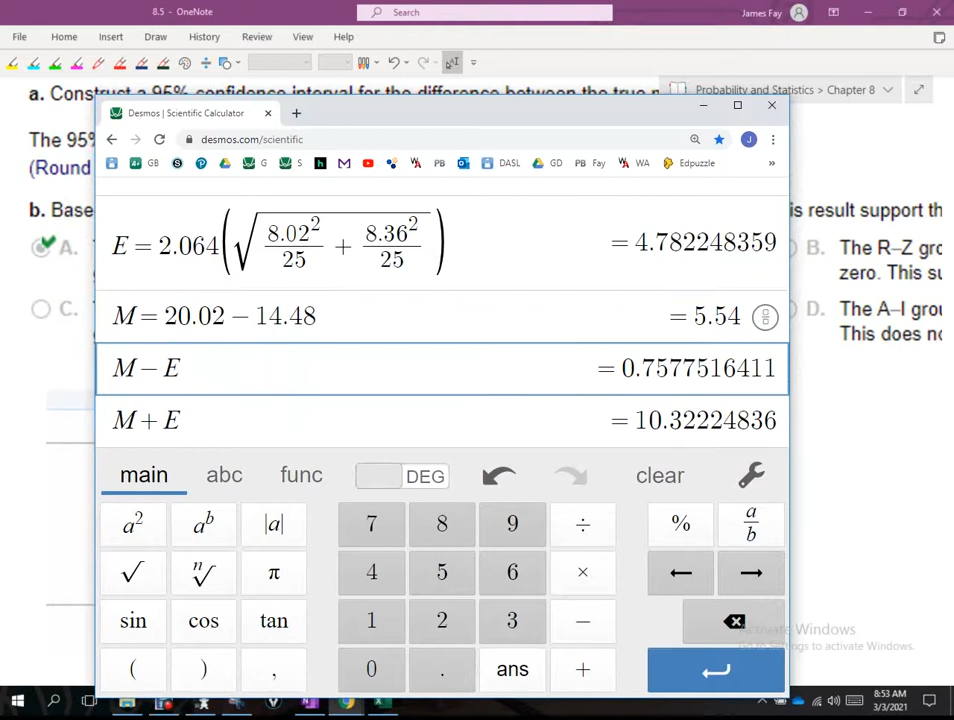 8.5 - OneNote
Search
James Fay
File Home Insert Draw History Review View Help
a. Construct a 95% confidence interval for the difference between the true
Probability and Statistics > Chapter 8
Desmos | Scientific Calculator
The 95%
desmos.com/scientific
J
(Round
GB S G S h M PB DASL GD PB Fay WA WA Edpuzzle »
b. Base
is result support th
A.
B. The R–Z gro
zero. This su
C.
D. The A–I grou
This does no
E = 2.064(√(8.02²/25 + 8.36²/25)) = 4.782248359
M = 20.02 − 14.48 = 5.54
M − E = 0.7577516411
M + E = 10.32224836
main abc func DEG clear
a² aᵇ |a| 7 8 9 ÷ % a/b
√ ⁿ√ π 4 5 6 × ← →
sin cos tan 1 2 3 −
( ) , 0 . ans +
Activate Windows
Go to Settings to activate Windows.
8:53 AM
3/3/2021